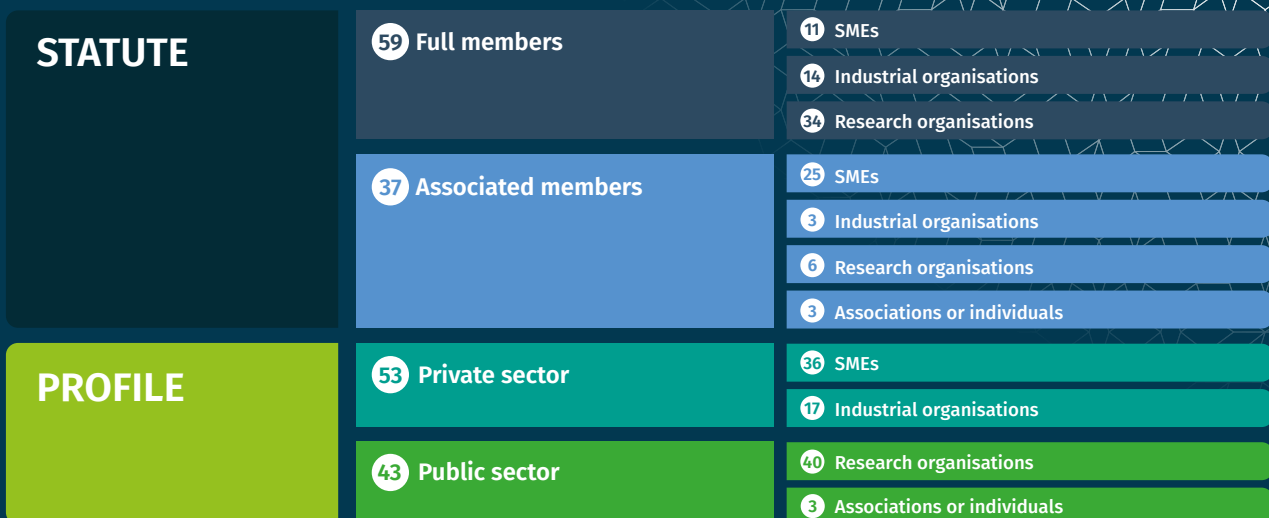 STATUTE
59 Full members
11 SMEs
14 Industrial organisations
34 Research organisations
37 Associated members
25 SMEs
3 Industrial organisations
6 Research organisations
3 Associations or individuals
PROFILE
53 Private sector
36 SMEs
17 Industrial organisations
43 Public sector
40 Research organisations
3 Associations or individuals